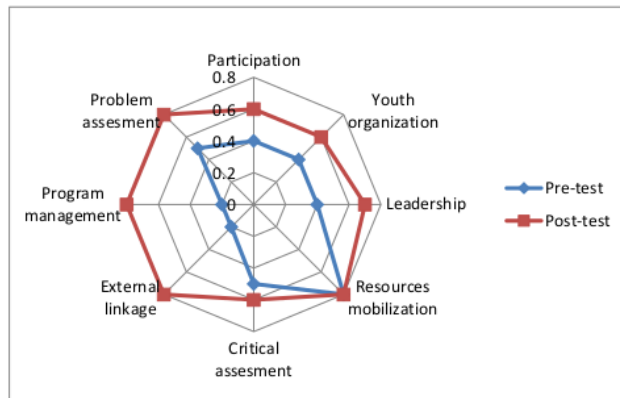 Participation
0.8
Problem
assesment
Youth
organization
0.6
0.4
0.2
0
Program
management
Leadership
Pre-test
Post-test
External
linkage
Resources
mobilization
Critical
assesment